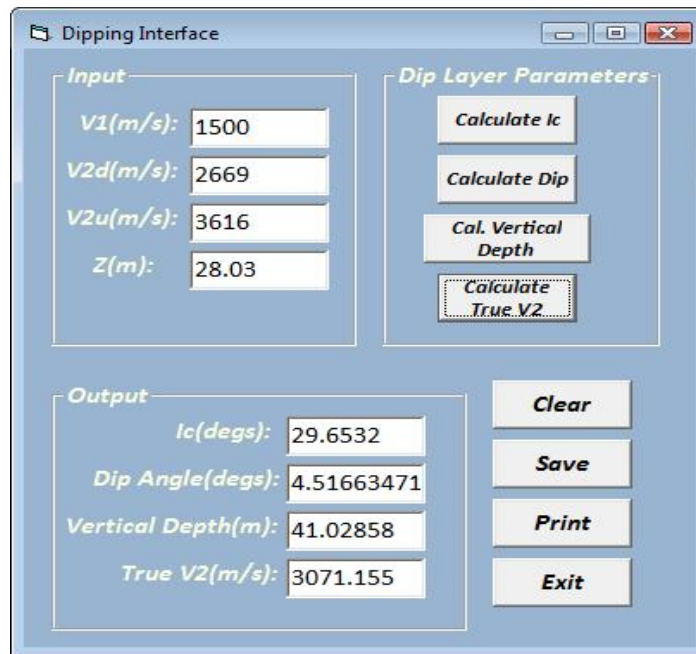 Dipping Interface
Input
V1(m/s): 1500
V2d(m/s): 2669
V2u(m/s): 3616
Z(m): 28.03
Dip Layer Parameters
Calculate Ic
Calculate Dip
Cal. Vertical
Depth
Calculate
True V2
Output
Ic(degs): 29.6532
Dip Angle(degs): 4.51663471
Vertical Depth(m): 41.02858
True V2(m/s): 3071.155
Clear
Save
Print
Exit